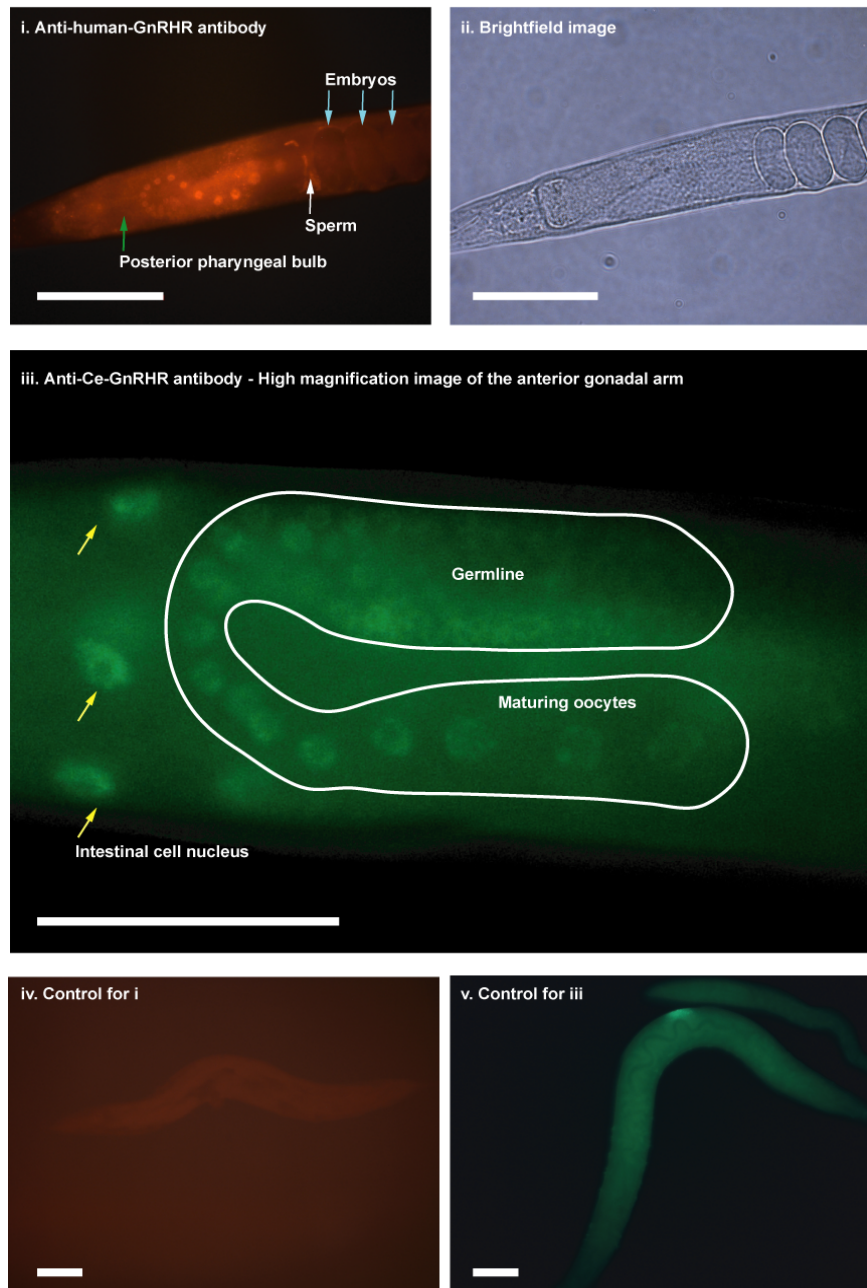 i. Anti-human-GnRHR antibody
Embryos
Sperm
Posterior pharyngeal bulb
ii. Brightfield image
iii. Anti-Ce-GnRHR antibody - High magnification image of the anterior gonadal arm
Germline
Maturing oocytes
Intestinal cell nucleus
iv. Control for i
v. Control for iii